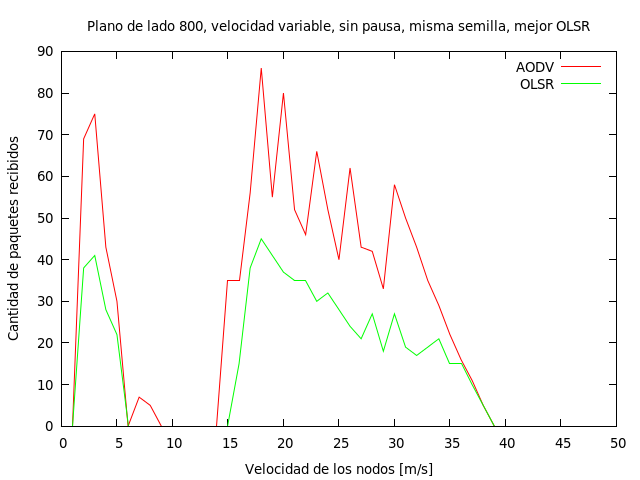 Plano de lado 800, velocidad variable, sin pausa, misma semilla, mejor OLSR
90
80
70
60
50
40
30
20
10
0
Cantidad de paquetes recibidos
AODV
OLSR
0 5 10 15 20 25 30 35 40 45 50
Velocidad de los nodos [m/s]